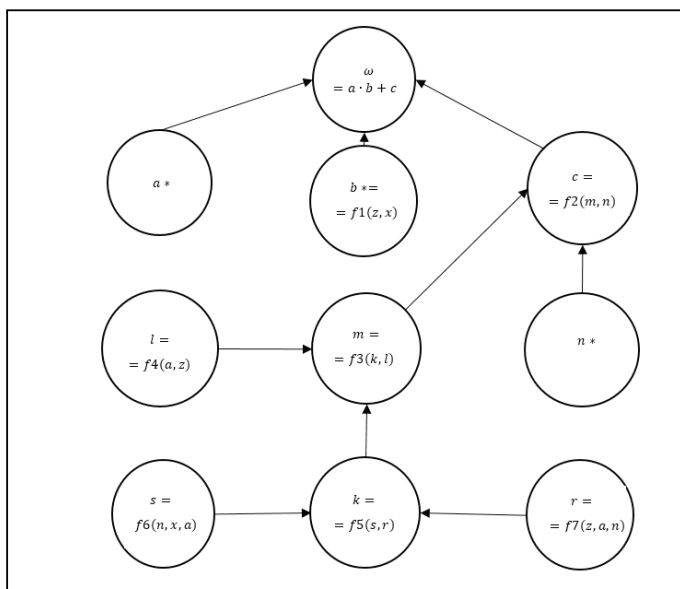 ω
= a · b + c
a *
b *=
= f1(z, x)
c =
= f2(m, n)
l =
= f4(a, z)
m =
= f3(k, l)
n *
s =
f6(n, x, a)
k =
= f5(s, r)
r =
= f7(z, a, n)